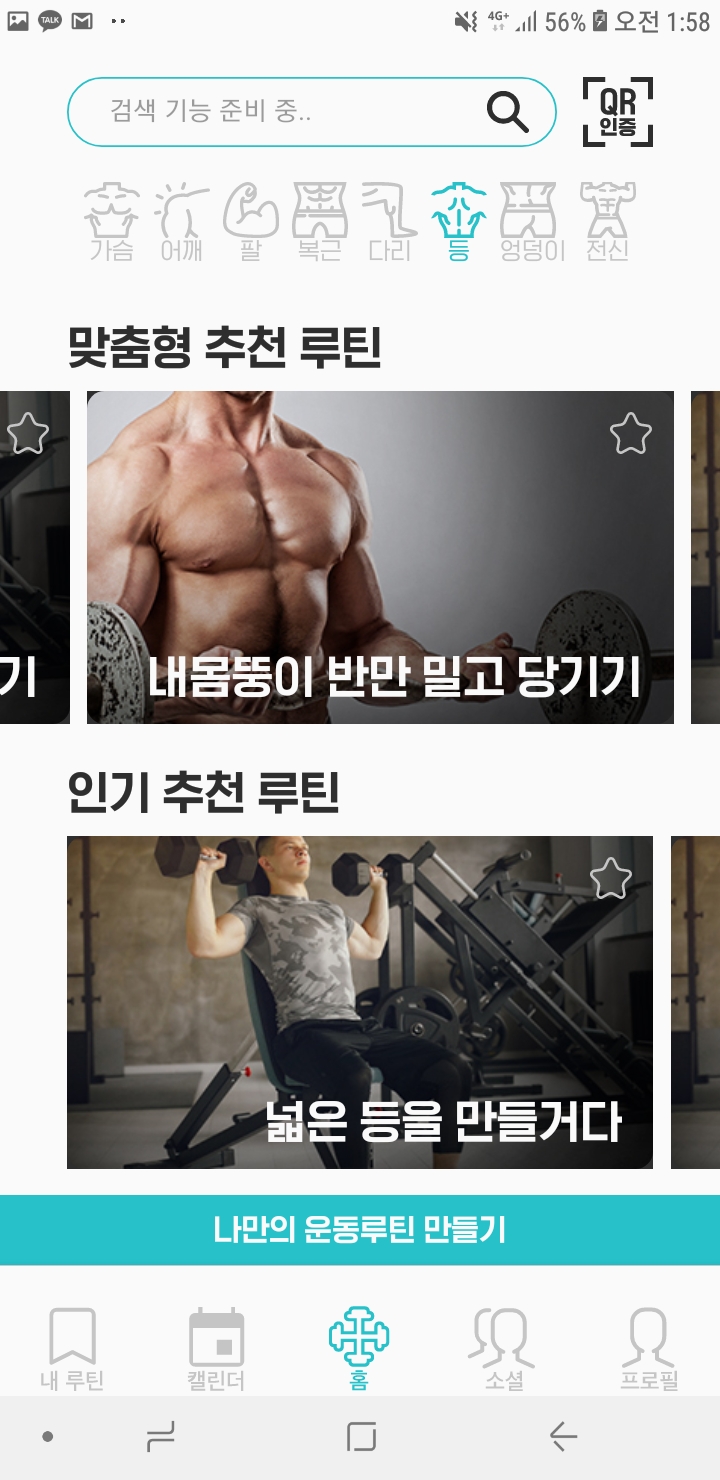 TALK
4G+ 56% 오전 1:58
검색 기능 준비 중..
QR
인증
가슴 어깨 팔 복근 다리 등 엉덩이 전신
맞춤형 추천 루틴
기
내몸뚱이 반만 밀고 당기기
인기 추천 루틴
넓은 등울 만들거다
나만의 운동루틴 만들기
내 루틴 캘린더 홈 소셜 프로필